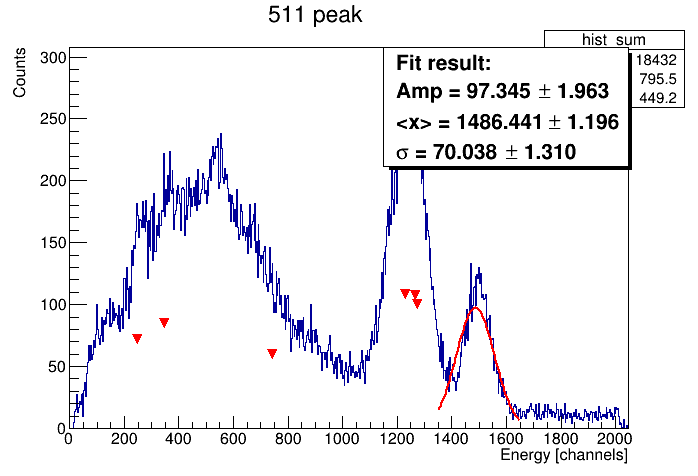 511 peak
hist_sum
18432
795.5
449.2
Fit result:
Amp = 97.345 ± 1.963
<x> = 1486.441 ± 1.196
σ = 70.038 ± 1.310
Counts
300
250
200
150
100
50
0
0 200 400 600 800 1000 1200 1400 1600 1800 2000
Energy [channels]